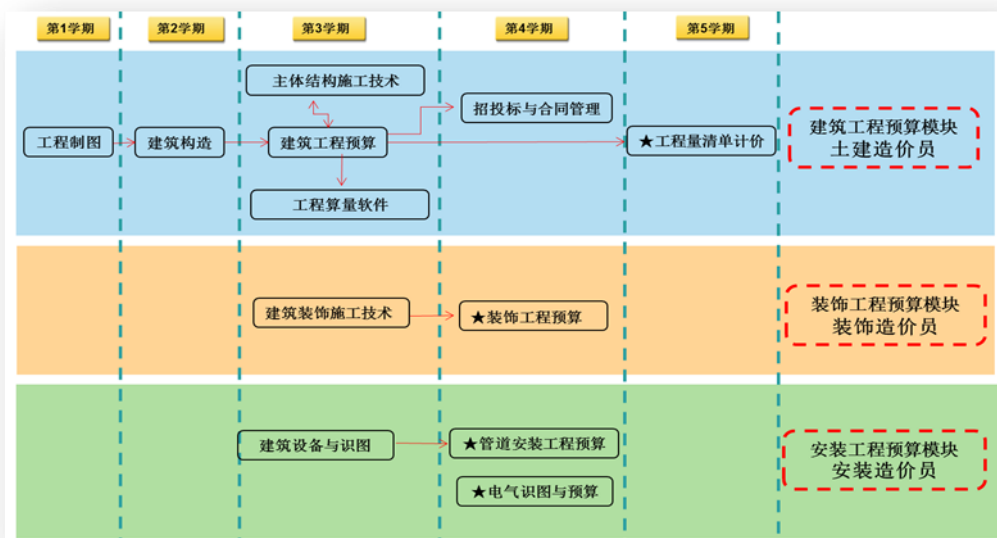 第1学期
第2学期
第3学期
第4学期
第5学期
主体结构施工技术
招投标与合同管理
工程制图
建筑构造
建筑工程预算
★工程量清单计价
工程算量软件
建筑工程预算模块
土建造价员
建筑装饰施工技术
★装饰工程预算
装饰工程预算模块
装饰造价员
建筑设备与识图
★管道安装工程预算
★电气识图与预算
安装工程预算模块
安装造价员